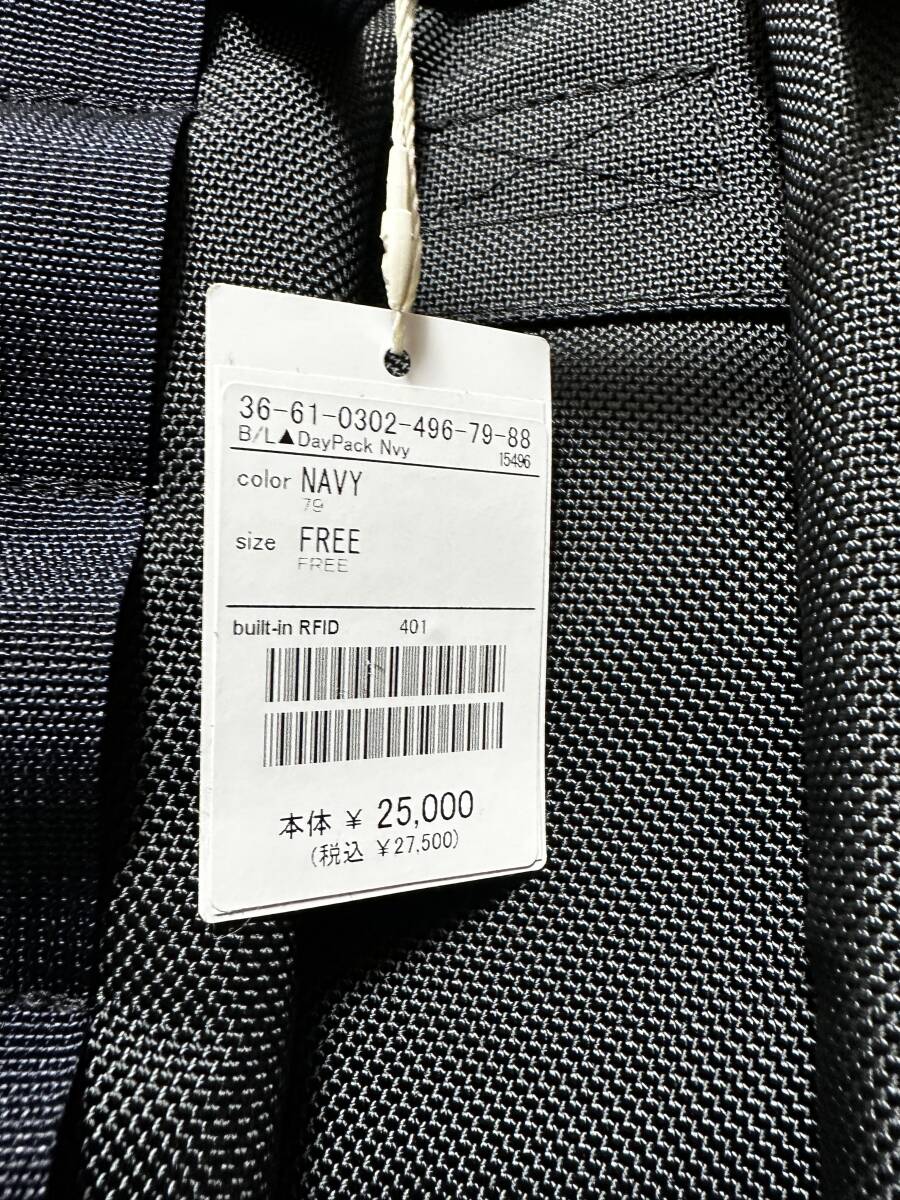 36-61-0302-496-79-88
B/L▲DayPack Nvy 15496
color NAVY
79
size FREE
FREE
built-in RFID 401
本体 ¥ 25,000
(税込 ¥27,500)